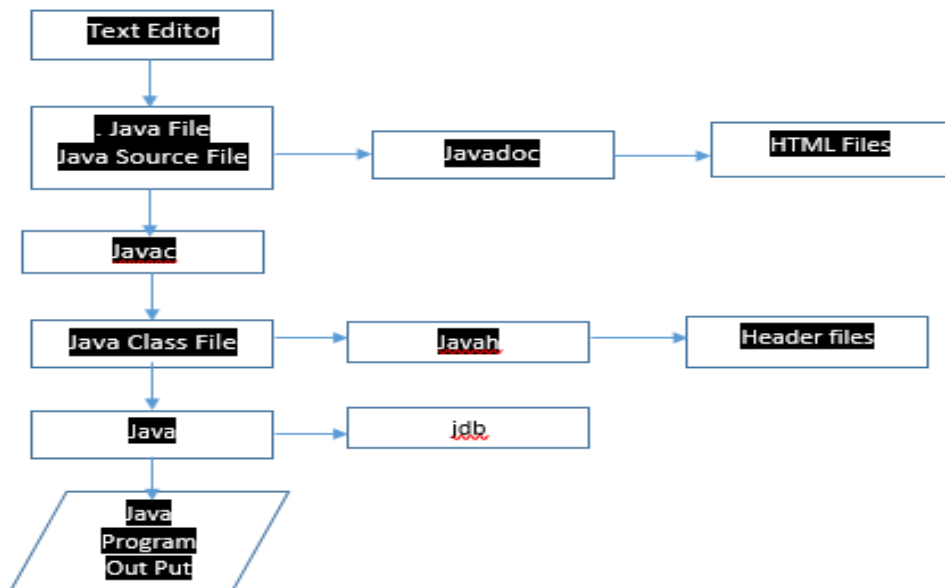 Text Editor
. Java File
Java Source File
Javadoc
HTML Files
Javac
Java Class File
Javah
Header files
Java
jdb
Java
Program
Out Put